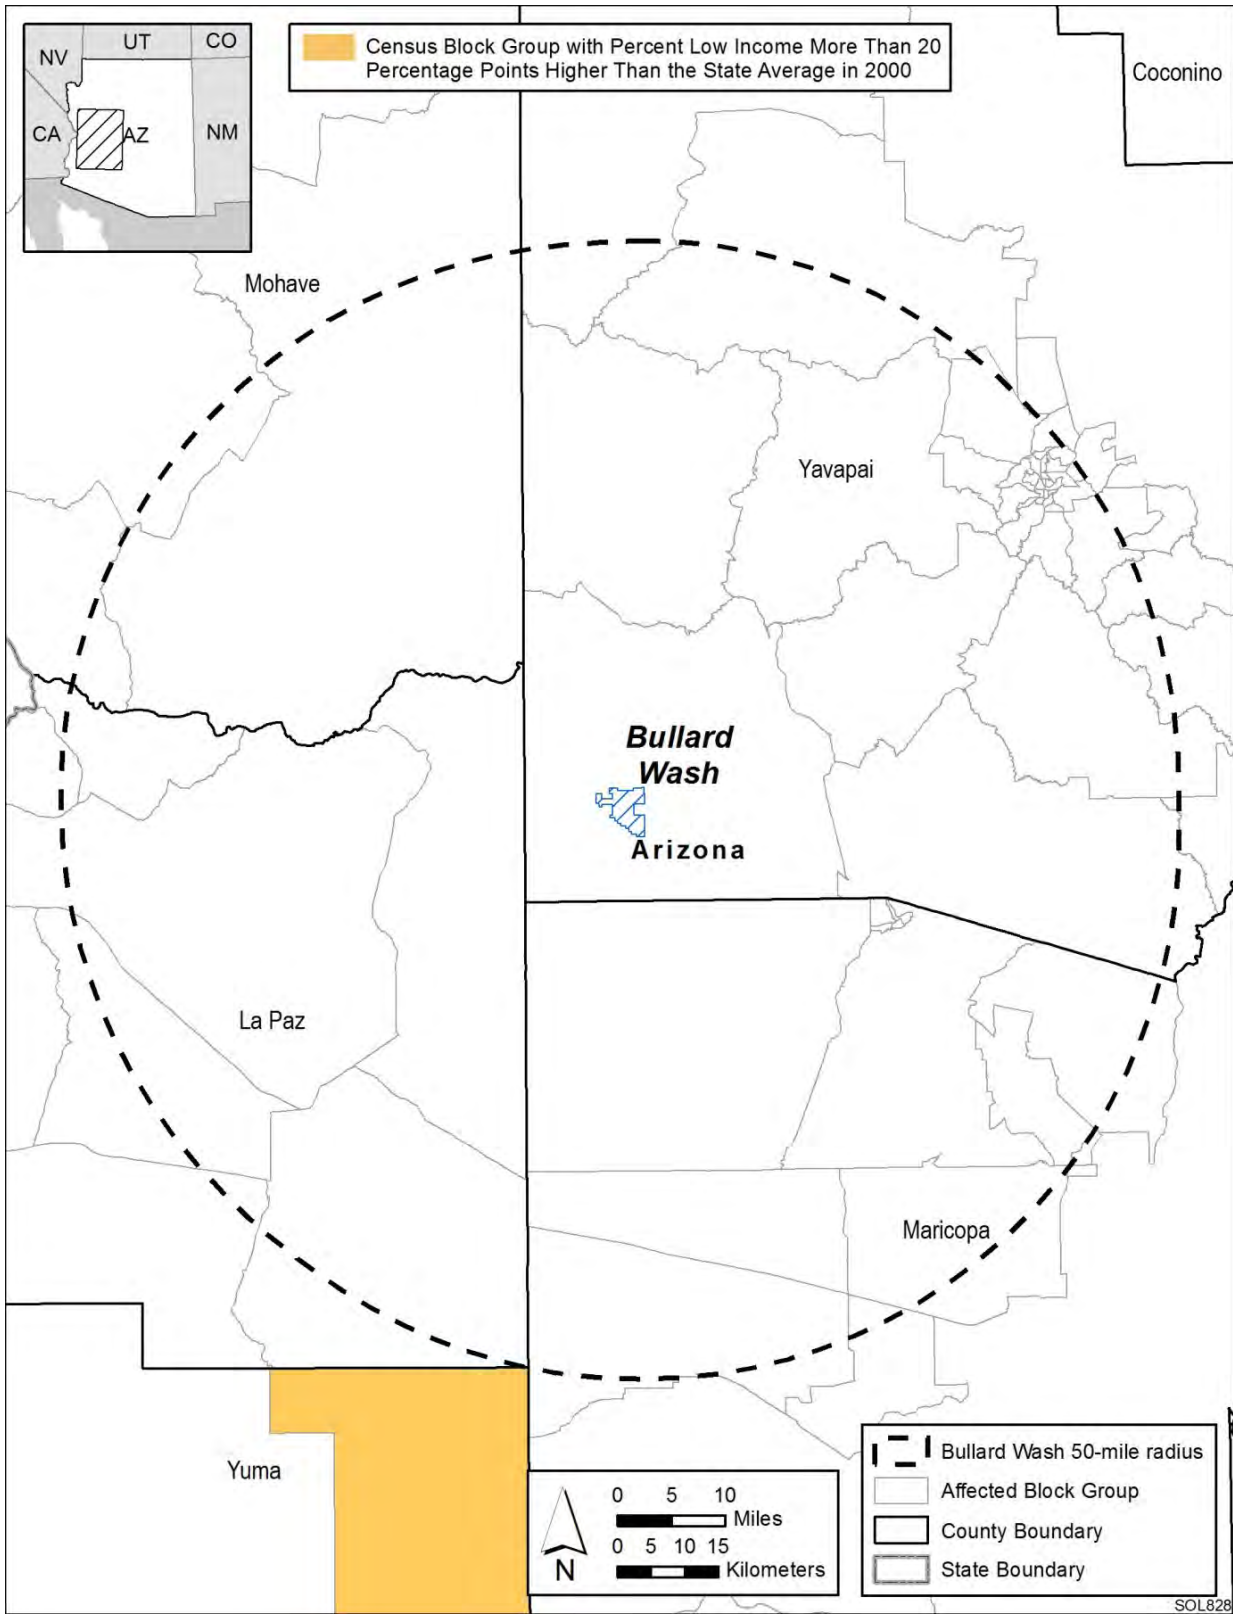 NV
UT
CO
CA
AZ
NM
Census Block Group with Percent Low Income More Than 20
Percentage Points Higher Than the State Average in 2000
Coconino
Mohave
Yavapai
Bullard
Wash
Arizona
La Paz
Maricopa
Yuma
N
0 5 10
Miles
0 5 10 15
Kilometers
Bullard Wash 50-mile radius
Affected Block Group
County Boundary
State Boundary
SOL828